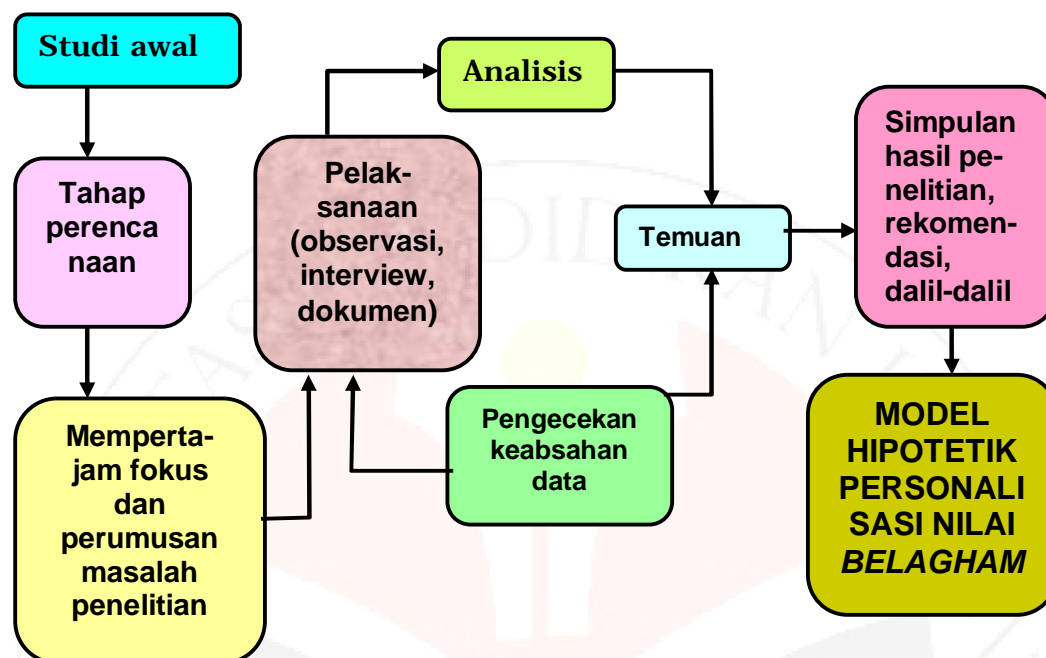 Studi awal
Tahap
perenca
naan
Memperta-
jam fokus
dan
perumusan
masalah
penelitian
Pelak-
sanaan
(observasi,
interview,
dokumen)
Analisis
Pengecekan
keabsahan
data
Temuan
Simpulan
hasil pe-
nelitian,
rekomen-
dasi,
dalil-dalil
MODEL
HIPOTETIK
PERSONALI
SASI NILAI
BELAGHAM